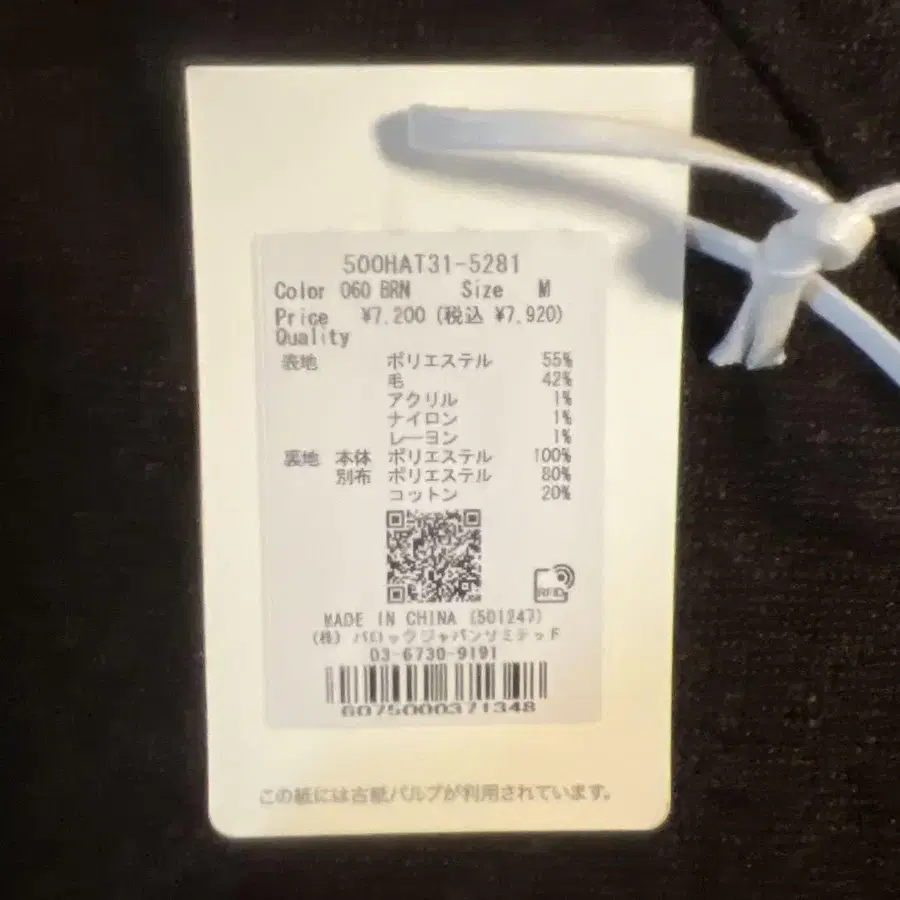 500HAT31-5281
Color 060 BRN Size M
Price ¥7,200 (税込 ¥7,920)
Quality
表地 ポリエステル 55%
毛 42%
アクリル 1%
ナイロン 1%
レーヨン 1%
裏地 本体 ポリエステル 100%
別布 ポリエステル 80%
コットン 20%
RFID
MADE IN CHINA (501247)
(株) バロックジャパンリミテッド
03-6730-9191
6075000371348
この紙には古紙パルプが利用されています。